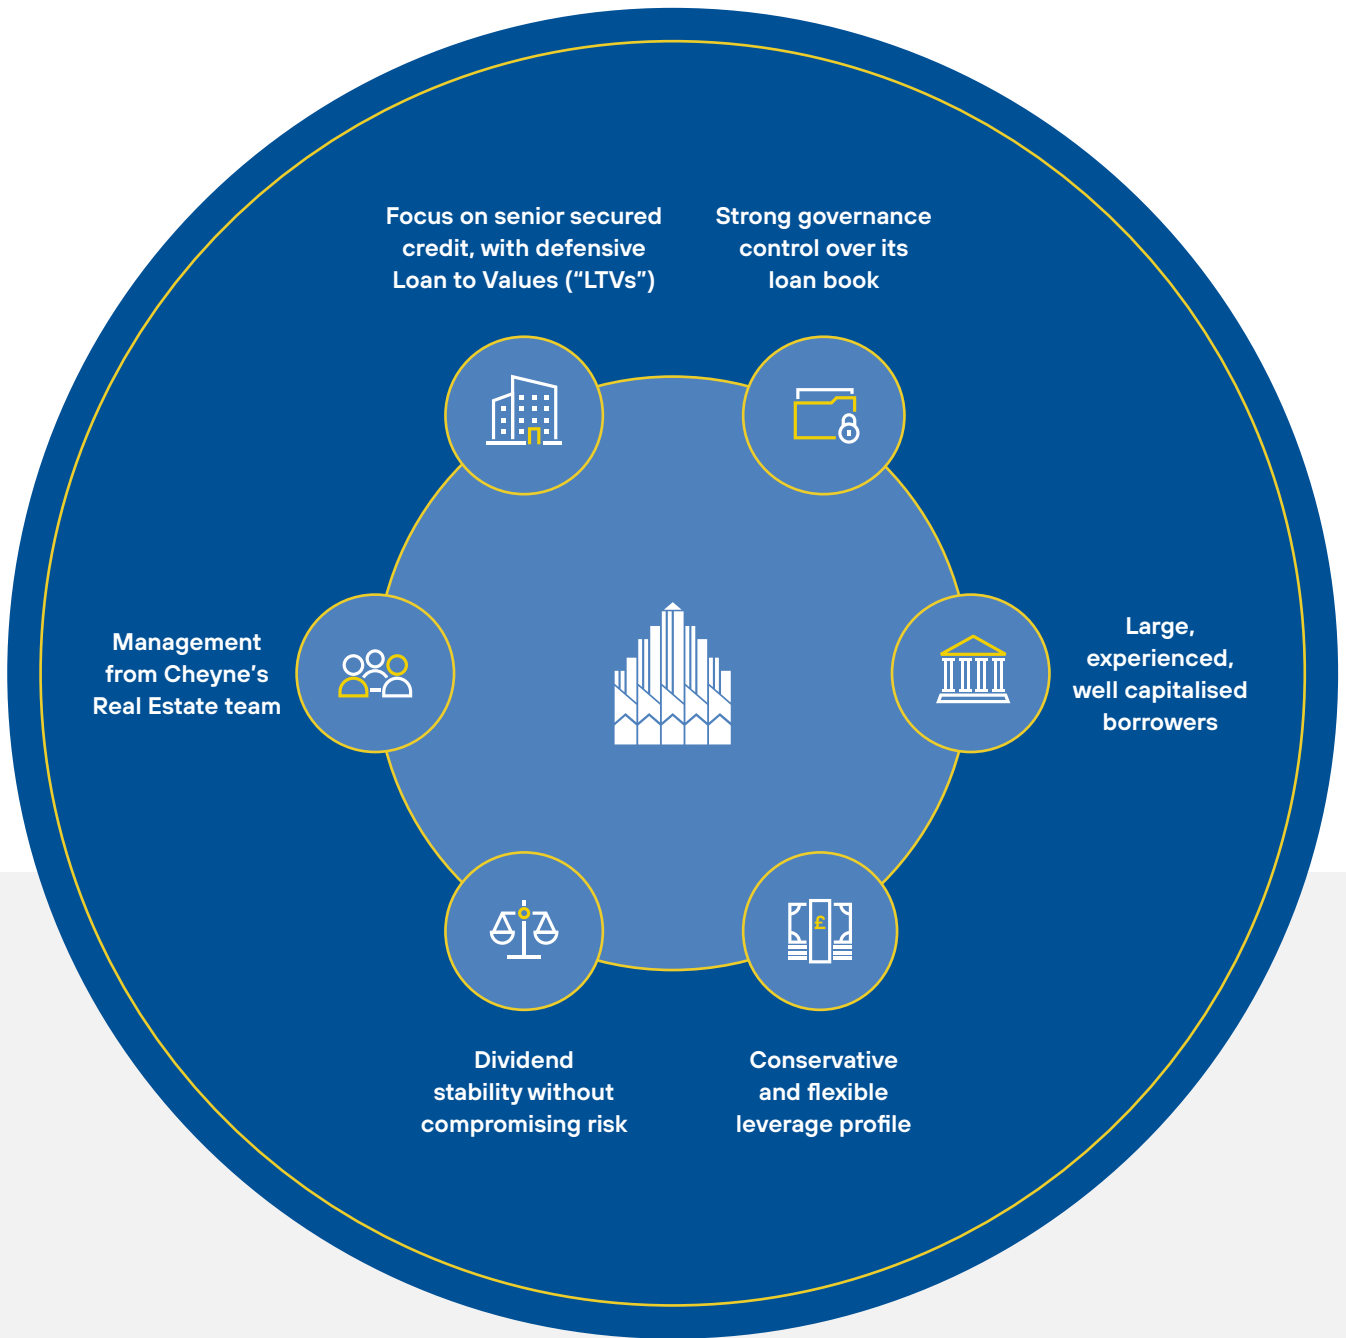 Focus on senior secured
credit, with defensive
Loan to Values (“LTVs”)
Strong governance
control over its
loan book
Management
from Cheyne’s
Real Estate team
Large,
experienced,
well capitalised
borrowers
£
Dividend
stability without
compromising risk
Conservative
and flexible
leverage profile